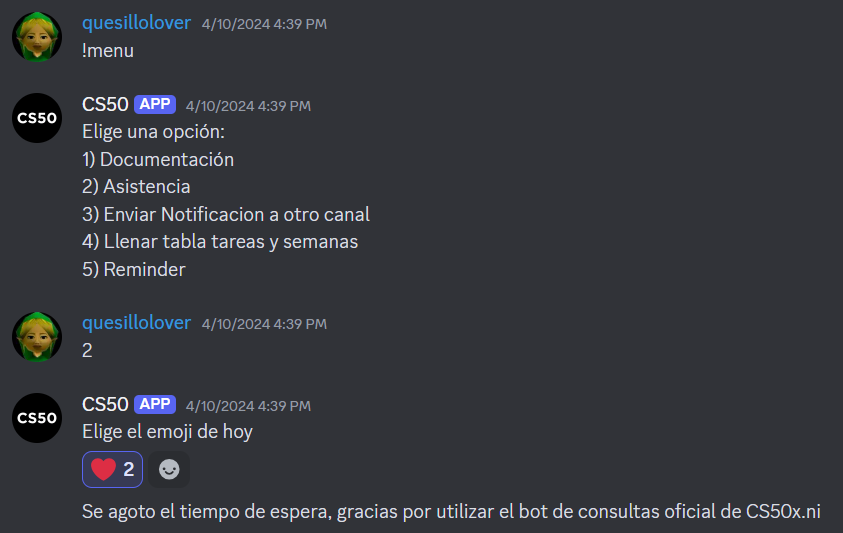 quesillolover 4/10/2024 4:39 PM
!menu
CS50
CS50 APP 4/10/2024 4:39 PM
Elige una opción:
1) Documentación
2) Asistencia
3) Enviar Notificacion a otro canal
4) Llenar tabla tareas y semanas
5) Reminder
quesillolover 4/10/2024 4:39 PM
2
CS50
CS50 APP 4/10/2024 4:39 PM
Elige el emoji de hoy
❤️ 2
Se agoto el tiempo de espera, gracias por utilizar el bot de consultas oficial de CS50x.ni